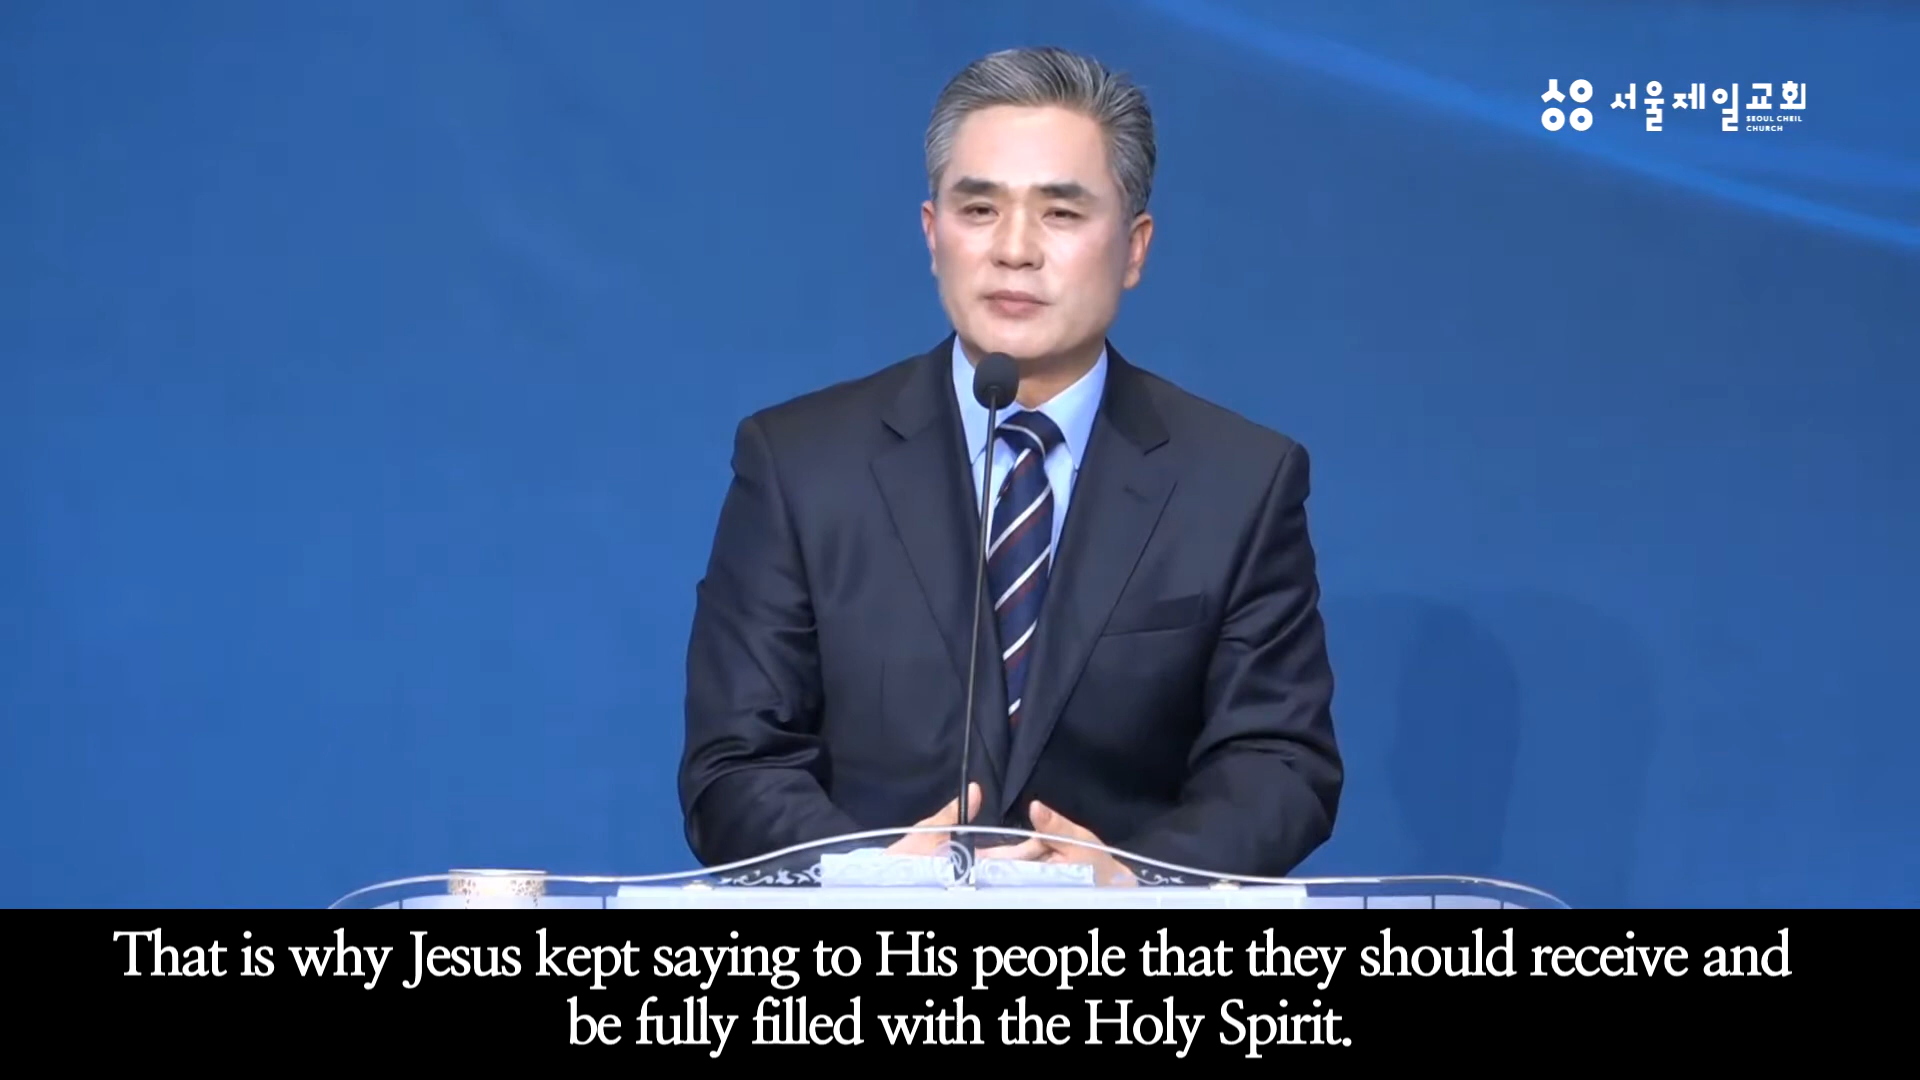 서울제일교회
SEOUL CHEIL
CHURCH
That is why Jesus kept saying to His people that they should receive and
be fully filled with the Holy Spirit.